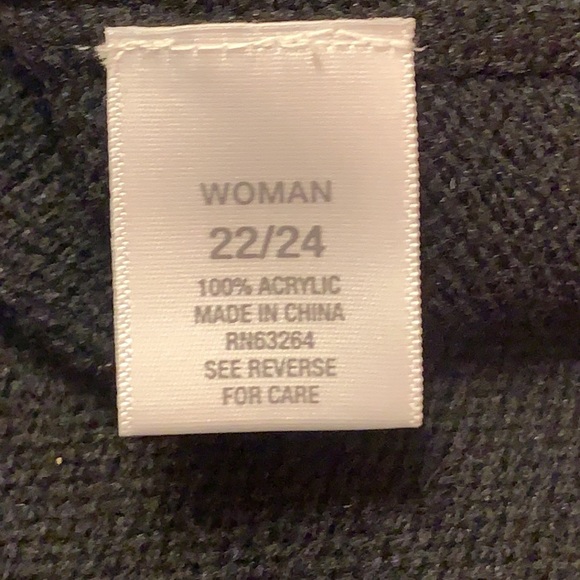 WOMAN
22/24
100% ACRYLIC
MADE IN CHINA
RN63264
SEE REVERSE
FOR CARE